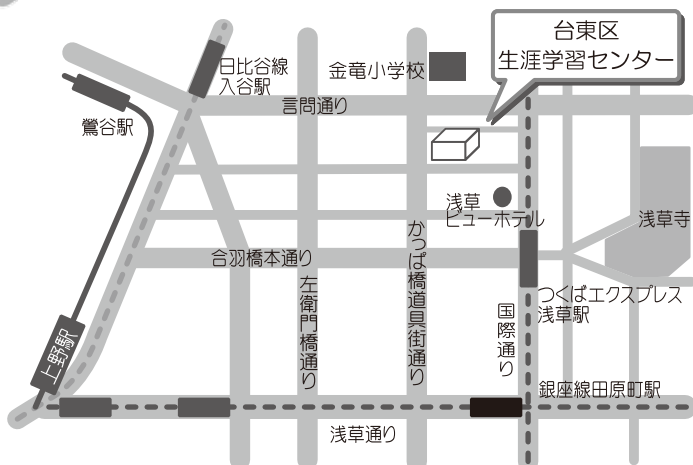 台東区
生涯学習センター
日比谷線
入谷駅
金竜小学校
言問通り
鶯谷駅
浅草
ビューホテル
浅草寺
合羽橋本通り
かっぱ橋道具街通り
左衛門橋通り
国際通り
つくばエクスプレス
浅草駅
上野駅
銀座線田原町駅
浅草通り